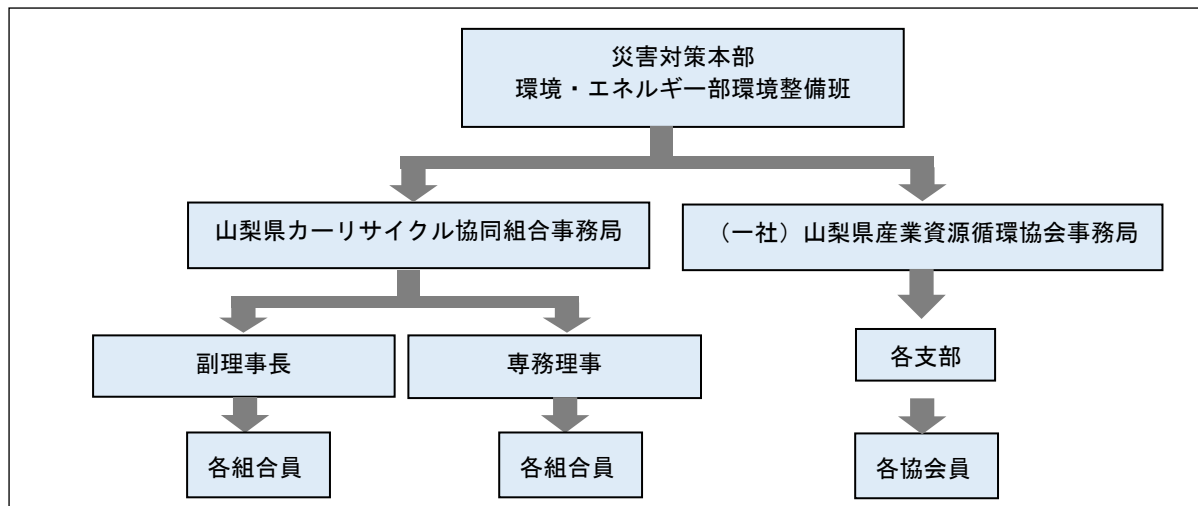 災害対策本部
環境・エネルギー部環境整備班
山梨県カーリサイクル協同組合事務局
（一社）山梨県産業資源循環協会事務局
副理事長
専務理事
各支部
各組合員
各組合員
各協会員